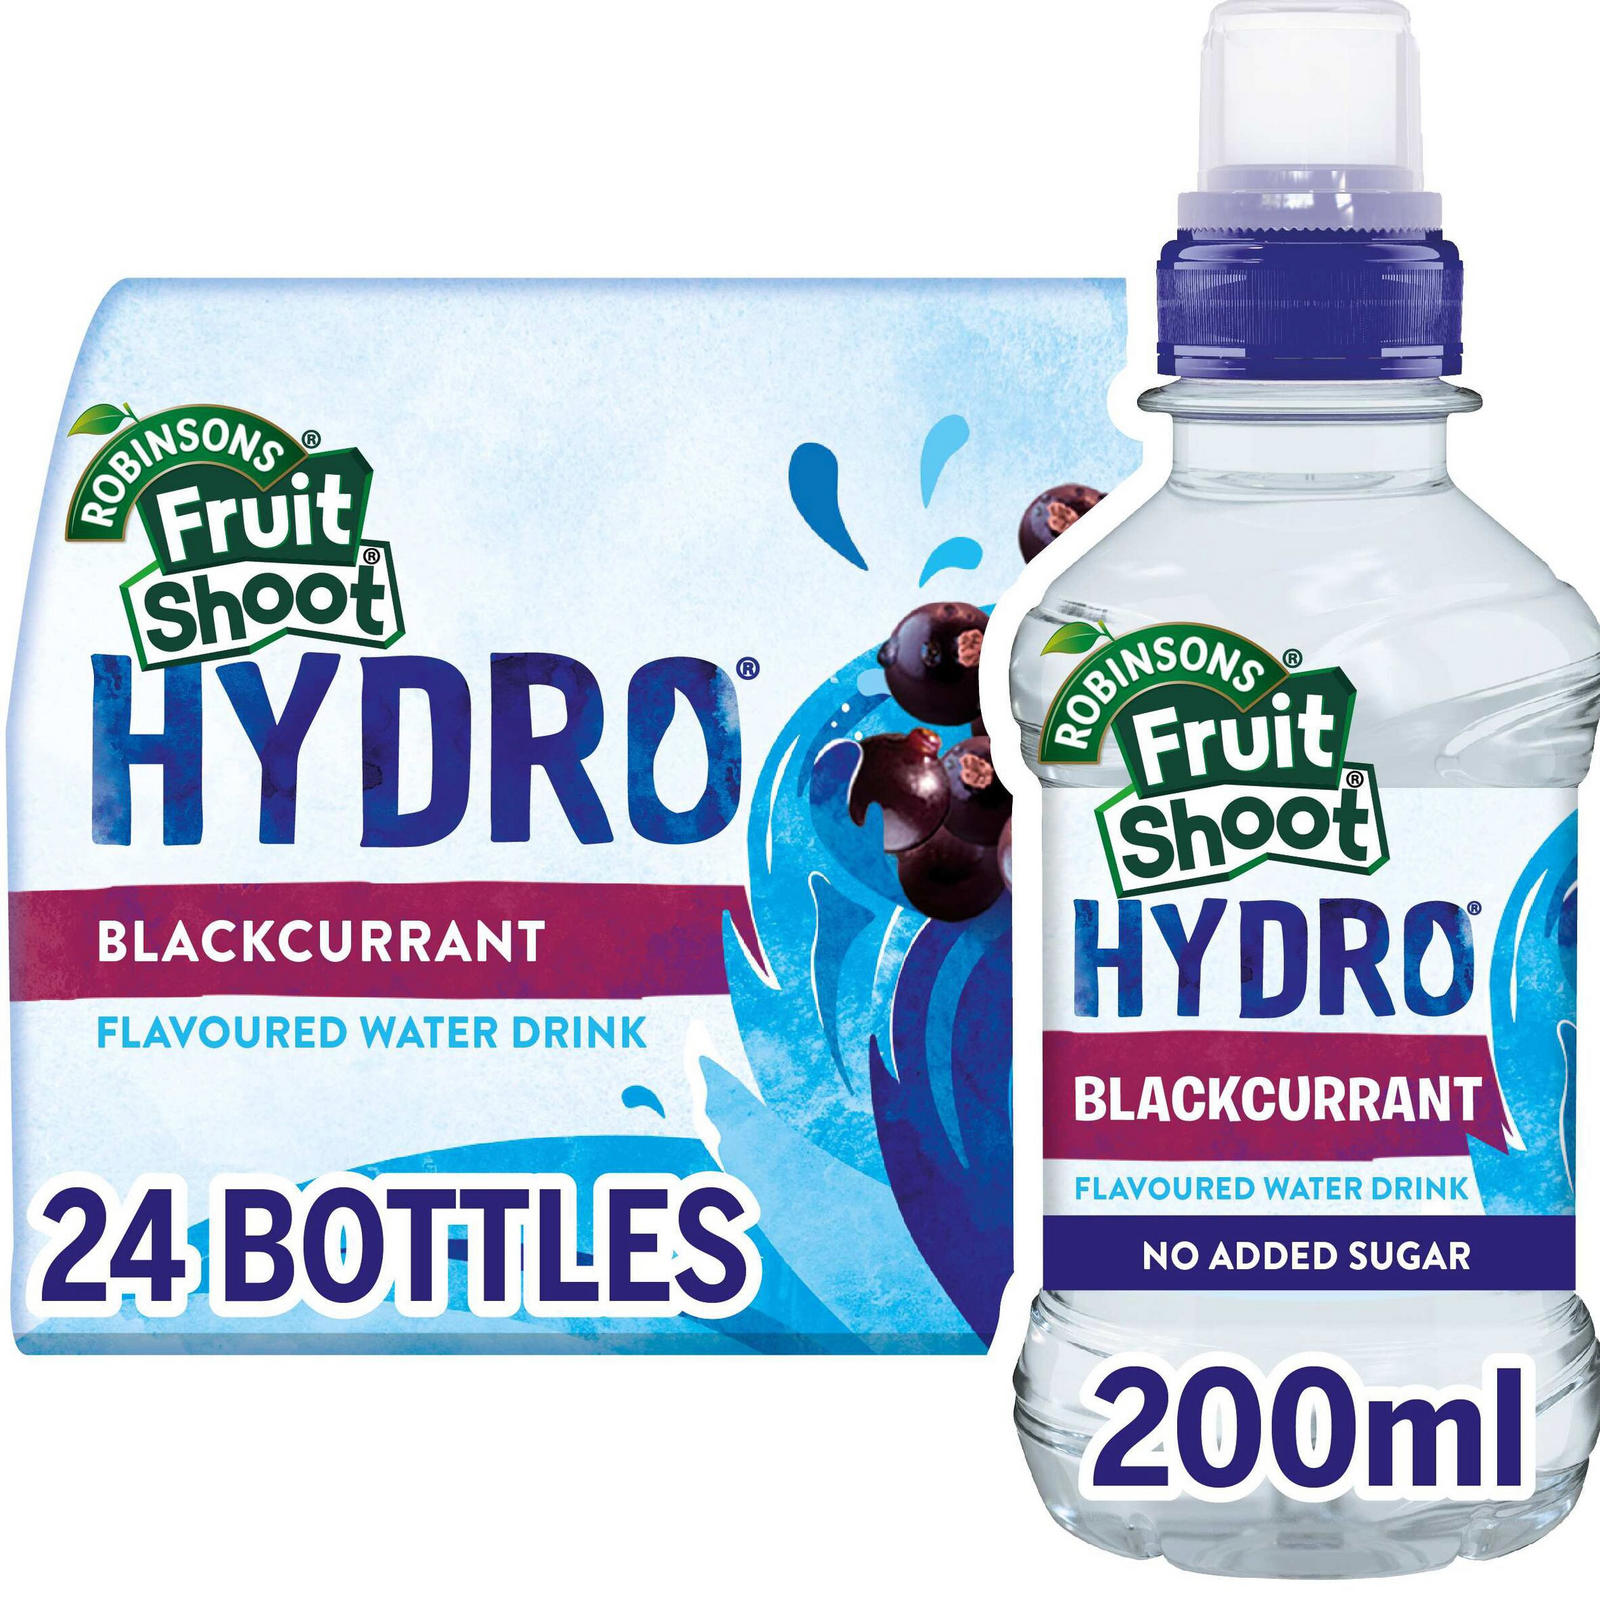 ROBINSONS®
Fruit
Shoot®
HYDRO®
BLACKCURRANT
FLAVOURED WATER DRINK
24 BOTTLES
ROBINSONS®
Fruit
Shoot®
HYDRO®
BLACKCURRANT
FLAVOURED WATER DRINK
NO ADDED SUGAR
200ml